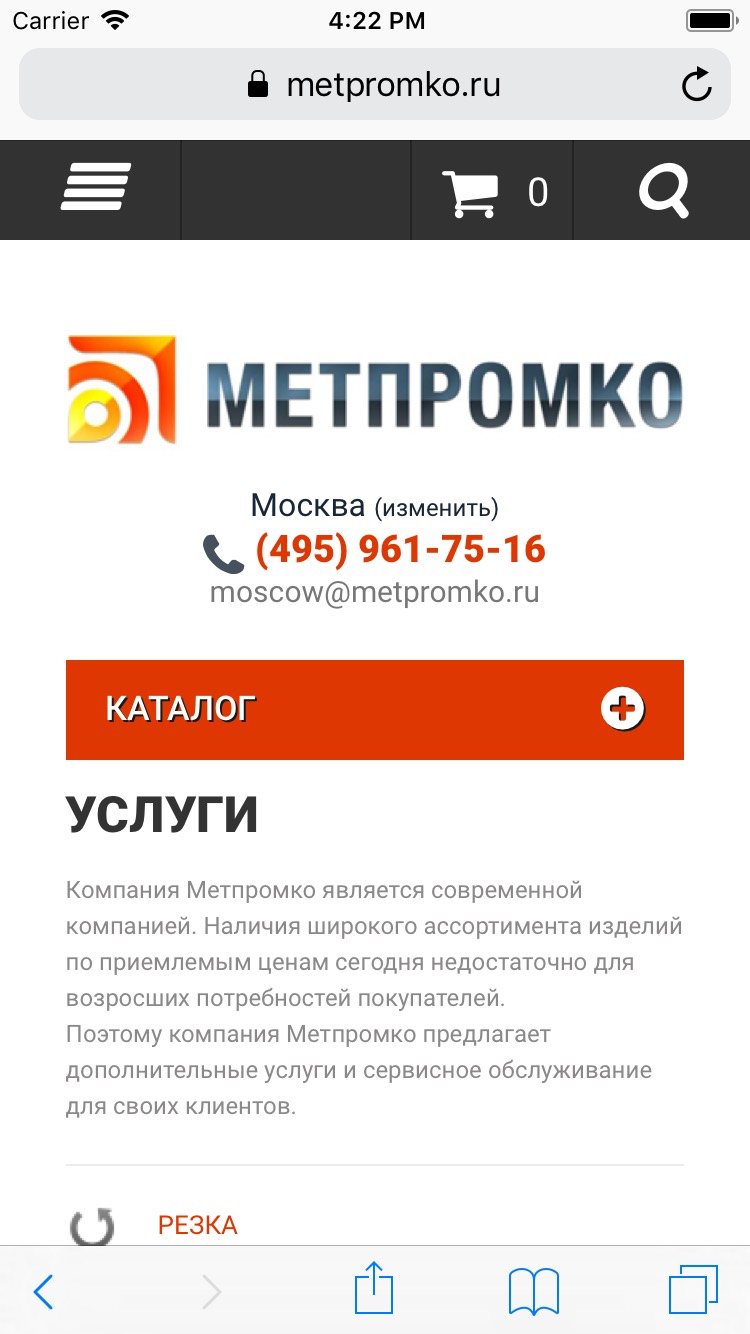 Carrier 4:22 PM
metpromko.ru
0
МЕТПРОМКО
Москва (изменить)
(495) 961-75-16
moscow@metpromko.ru
КАТАЛОГ
УСЛУГИ
Компания Метпромко является современной
компанией. Наличия широкого ассортимента изделий
по приемлемым ценам сегодня недостаточно для
возросших потребностей покупателей.
Поэтому компания Метпромко предлагает
дополнительные услуги и сервисное обслуживание
для своих клиентов.
РЕЗКА